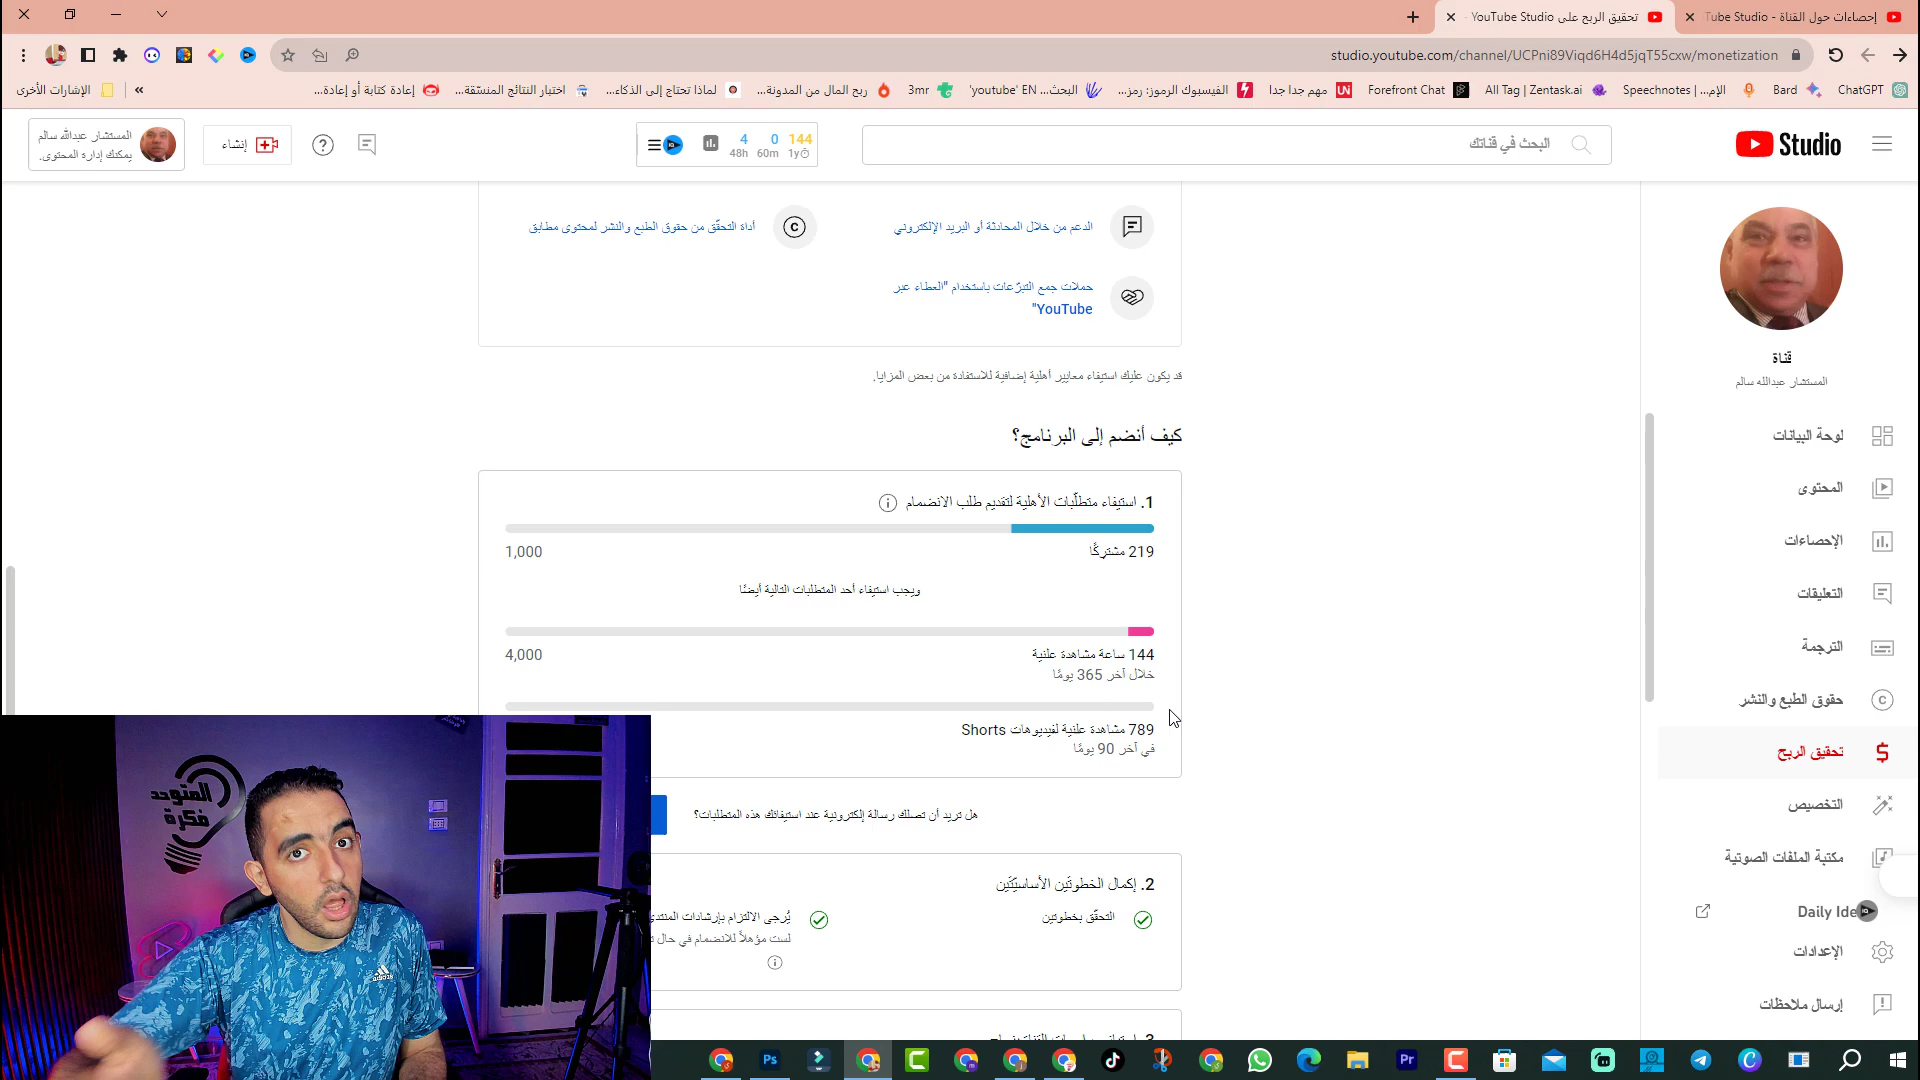 إحصاءات حول القناة - Tube Studio
تحقيق الربح على YouTube Studio
studio.youtube.com/channel/UCPni89Viqd6H4d5jqT55cxw/monetization
ChatGPT
Bard
Speechnotes | الإم...
All Tag | Zentask.ai
Forefront Chat
مهم جدا جدا
الفيسبوك الرموز: رمز...
البحث... youtube' EN'
3mr
ربح المال من المدونة...
لماذا تحتاج إلى الذكاء...
اختبار النتائج المنسّقة...
إعادة كتابة أو إعادة...
»
الإشارات الأخرى
Studio
البحث في قناتك
144 0 4
1y 60m 48h
إنشاء
المستشار عبدالله سالم
يمكنك إدارة المحتوى.
قناة
المستشار عبدالله سالم
لوحة البيانات
المحتوى
الإحصاءات
التعليقات
الترجمة
حقوق الطبع والنشر
تحقيق الربح
التخصيص
مكتبة الملفات الصوتية
Daily Ide
الإعدادات
إرسال ملاحظات
الدعم من خلال المحادثة أو البريد الإلكتروني
أداة التحقّق من حقوق الطبع والنشر لمحتوى مطابق
حملات جمع التبرّعات باستخدام "العطاء عبر
YouTube"
قد يكون عليك استيفاء معايير أهلية إضافية للاستفادة من بعض المزايا.
كيف أنضم إلى البرنامج؟
1. استيفاء متطلّبات الأهلية لتقديم طلب الانضمام
219 مشتركًا
1,000
ويجب استيفاء أحد المتطلبات التالية أيضًا
144 ساعة مشاهدة علنية
4,000
خلال آخر 365 يومًا
789 مشاهدة علنية لفيديوهات Shorts
في آخر 90 يومًا
هل تريد أن تصلك رسالة إلكترونية عند استيفائك هذه المتطلبات؟
2. إكمال الخطوتَين الأساسيّتَين
التحقّق بخطوتين
يُرجى الالتزام بإرشادات المنتدى
لست مؤهلاً للانضمام في حال
المتوحد
فكرة
adidas